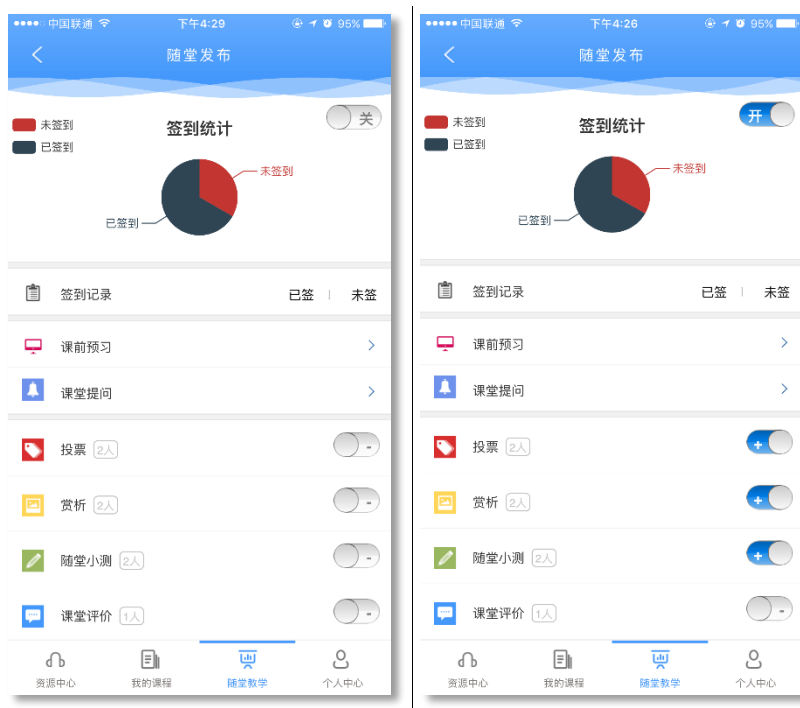 中国联通 下午4:29 95%
随堂发布
未签到
已签到
签到统计
关
未签到
已签到
签到记录 已签 未签
课前预习
课堂提问
投票 2人 -
赏析 2人 -
随堂小测 2人 -
课堂评价 1人 -
资源中心 我的课程 随堂教学 个人中心
中国联通 下午4:26 95%
随堂发布
未签到
已签到
签到统计
开
未签到
已签到
签到记录 已签 未签
课前预习
课堂提问
投票 2人 +
赏析 2人 +
随堂小测 2人 +
课堂评价 1人 -
资源中心 我的课程 随堂教学 个人中心